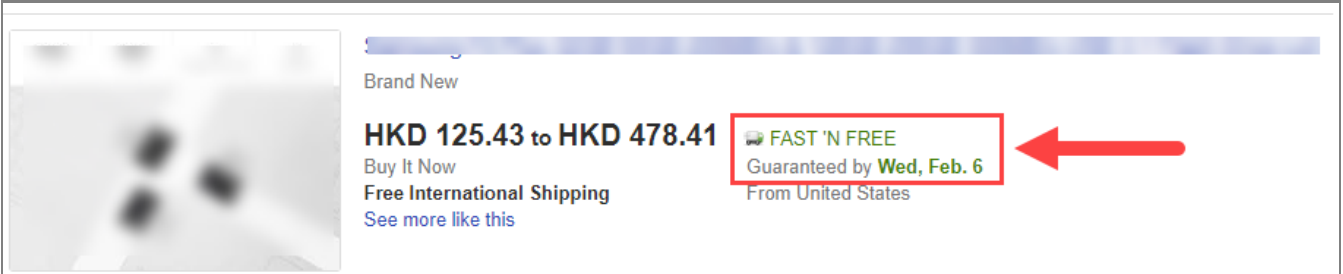 Brand New
HKD 125.43 to HKD 478.41
Buy It Now
Free International Shipping
See more like this
FAST 'N FREE
Guaranteed by Wed, Feb. 6
From United States